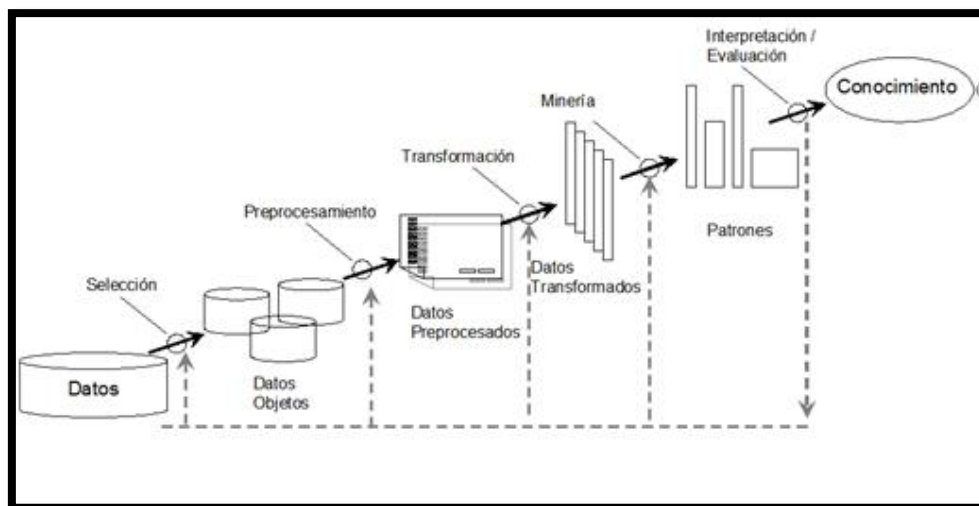 Interpretación /
Evaluación
Conocimiento
Minería
Transformación
Preprocesamiento
Patrones
Selección
Datos
Transformados
Datos
Preprocesados
Datos
Datos
Objetos